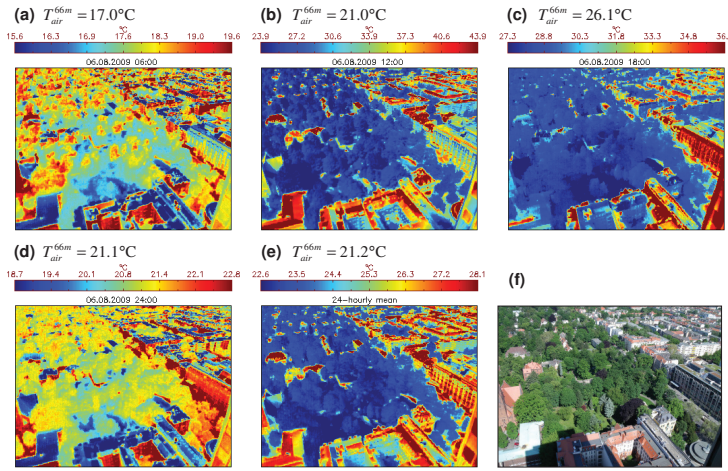 (a) T_air^66m = 17.0°C
15.6 16.3 16.9 17.6 18.3 19.0 19.6
°C
06.08.2009 06:00
(b) T_air^66m = 21.0°C
23.9 27.2 30.6 33.9 37.2 40.6 43.9
°C
06.08.2009 12:00
(c) T_air^66m = 26.1°C
27.3 28.8 30.3 31.8 33.3 34.8 36.
°C
06.08.2009 18:00
(d) T_air^66m = 21.1°C
18.7 19.4 20.1 20.8 21.4 22.1 22.8
°C
06.08.2009 24:00
(e) T_air^66m = 21.2°C
22.6 23.5 24.4 25.3 26.3 27.2 28.1
°C
24-hourly mean
(f)